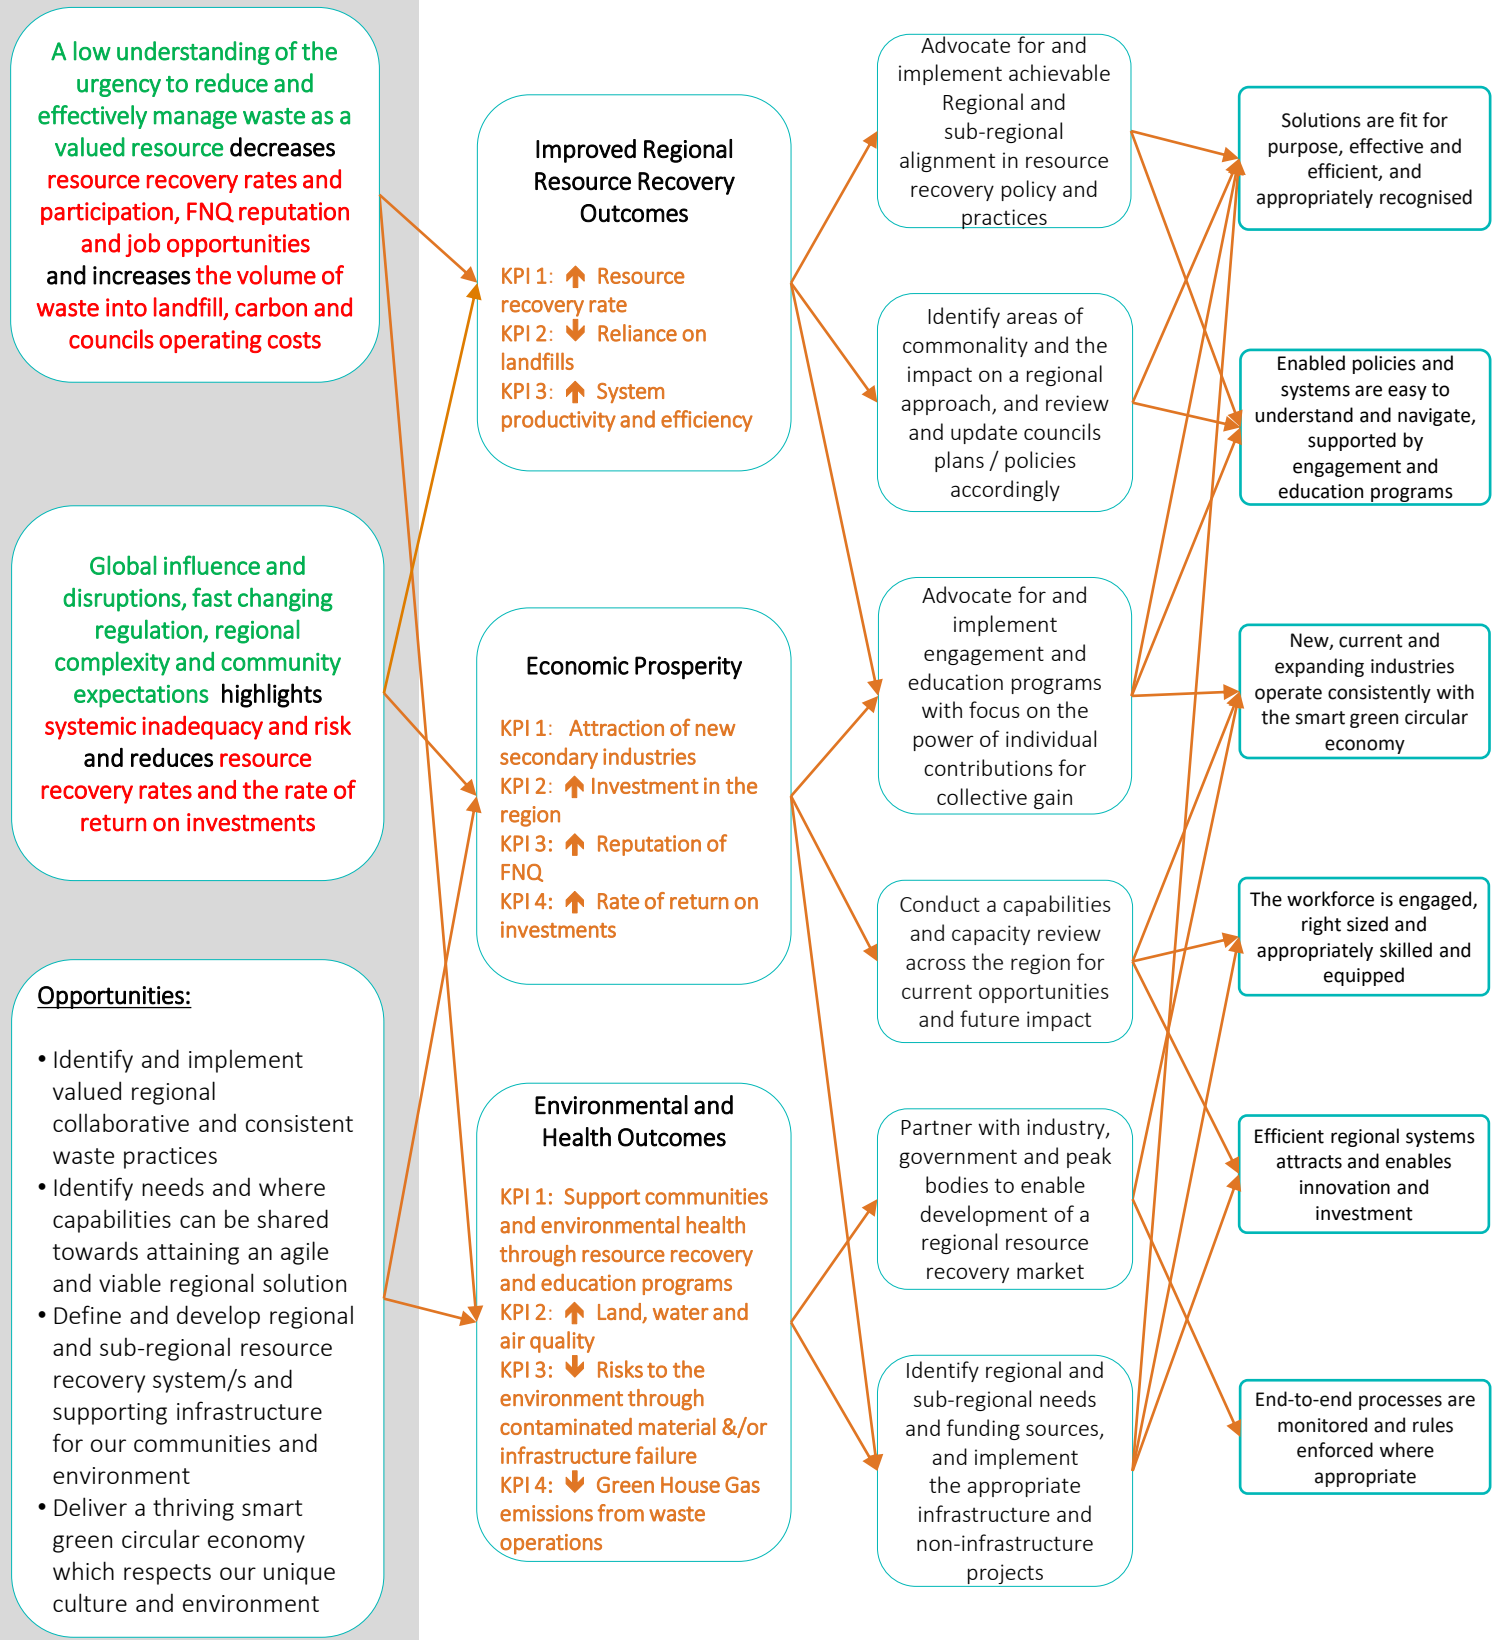 A low understanding of the
urgency to reduce and
effectively manage waste as a
valued resource decreases
resource recovery rates and
participation, FNQ reputation
and job opportunities
and increases the volume of
waste into landfill, carbon and
councils operating costs
Global influence and
disruptions, fast changing
regulation, regional
complexity and community
expectations highlights
systemic inadequacy and risk
and reduces resource
recovery rates and the rate of
return on investments
Opportunities:
• Identify and implement
valued regional
collaborative and consistent
waste practices
• Identify needs and where
capabilities can be shared
towards attaining an agile
and viable regional solution
• Define and develop regional
and sub-regional resource
recovery system/s and
supporting infrastructure
for our communities and
environment
• Deliver a thriving smart
green circular economy
which respects our unique
culture and environment
Improved Regional
Resource Recovery
Outcomes
KPI 1: 🡅 Resource
recovery rate
KPI 2: 🡇 Reliance on
landfills
KPI 3: 🡅 System
productivity and efficiency
Economic Prosperity
KPI 1: Attraction of new
secondary industries
KPI 2: 🡅 Investment in the
region
KPI 3: 🡅 Reputation of
FNQ
KPI 4: 🡅 Rate of return on
investments
Environmental and
Health Outcomes
KPI 1: Support communities
and environmental health
through resource recovery
and education programs
KPI 2: 🡅 Land, water and
air quality
KPI 3: 🡇 Risks to the
environment through
contaminated material &/or
infrastructure failure
KPI 4: 🡇 Green House Gas
emissions from waste
operations
Advocate for and
implement achievable
Regional and
sub-regional
alignment in resource
recovery policy and
practices
Identify areas of
commonality and the
impact on a regional
approach, and review
and update councils
plans / policies
accordingly
Advocate for and
implement
engagement and
education programs
with focus on the
power of individual
contributions for
collective gain
Conduct a capabilities
and capacity review
across the region for
current opportunities
and future impact
Partner with industry,
government and peak
bodies to enable
development of a
regional resource
recovery market
Identify regional and
sub-regional needs
and funding sources,
and implement
the appropriate
infrastructure and
non-infrastructure
projects
Solutions are fit for
purpose, effective and
efficient, and
appropriately recognised
Enabled policies and
systems are easy to
understand and navigate,
supported by
engagement and
education programs
New, current and
expanding industries
operate consistently with
the smart green circular
economy
The workforce is engaged,
right sized and
appropriately skilled and
equipped
Efficient regional systems
attracts and enables
innovation and
investment
End-to-end processes are
monitored and rules
enforced where
appropriate